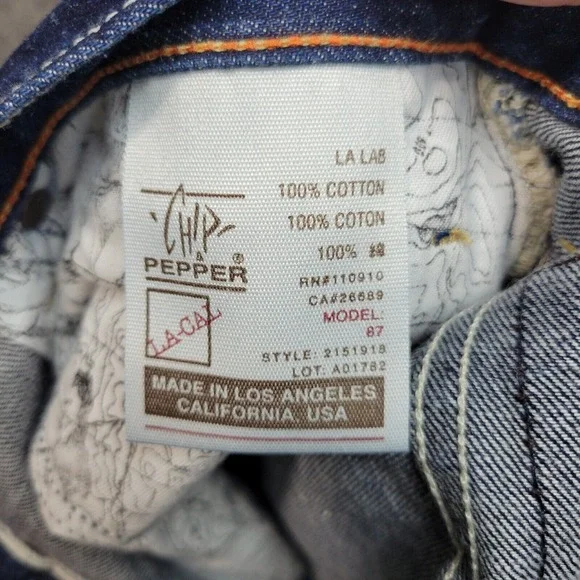 LA LAB
100% COTTON
100% COTON
100% 綿
CHIP
&
PEPPER®
RN#110910
CA#26689
LA-CAL
MODEL:
87
STYLE: 2151918
LOT: A01782
MADE IN LOS ANGELES
CALIFORNIA, USA